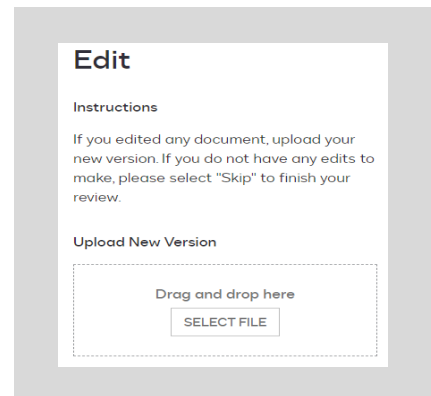 Edit
Instructions
If you edited any document, upload your
new version. If you do not have any edits to
make, please select "Skip" to finish your
review.
Upload New Version
Drag and drop here
SELECT FILE